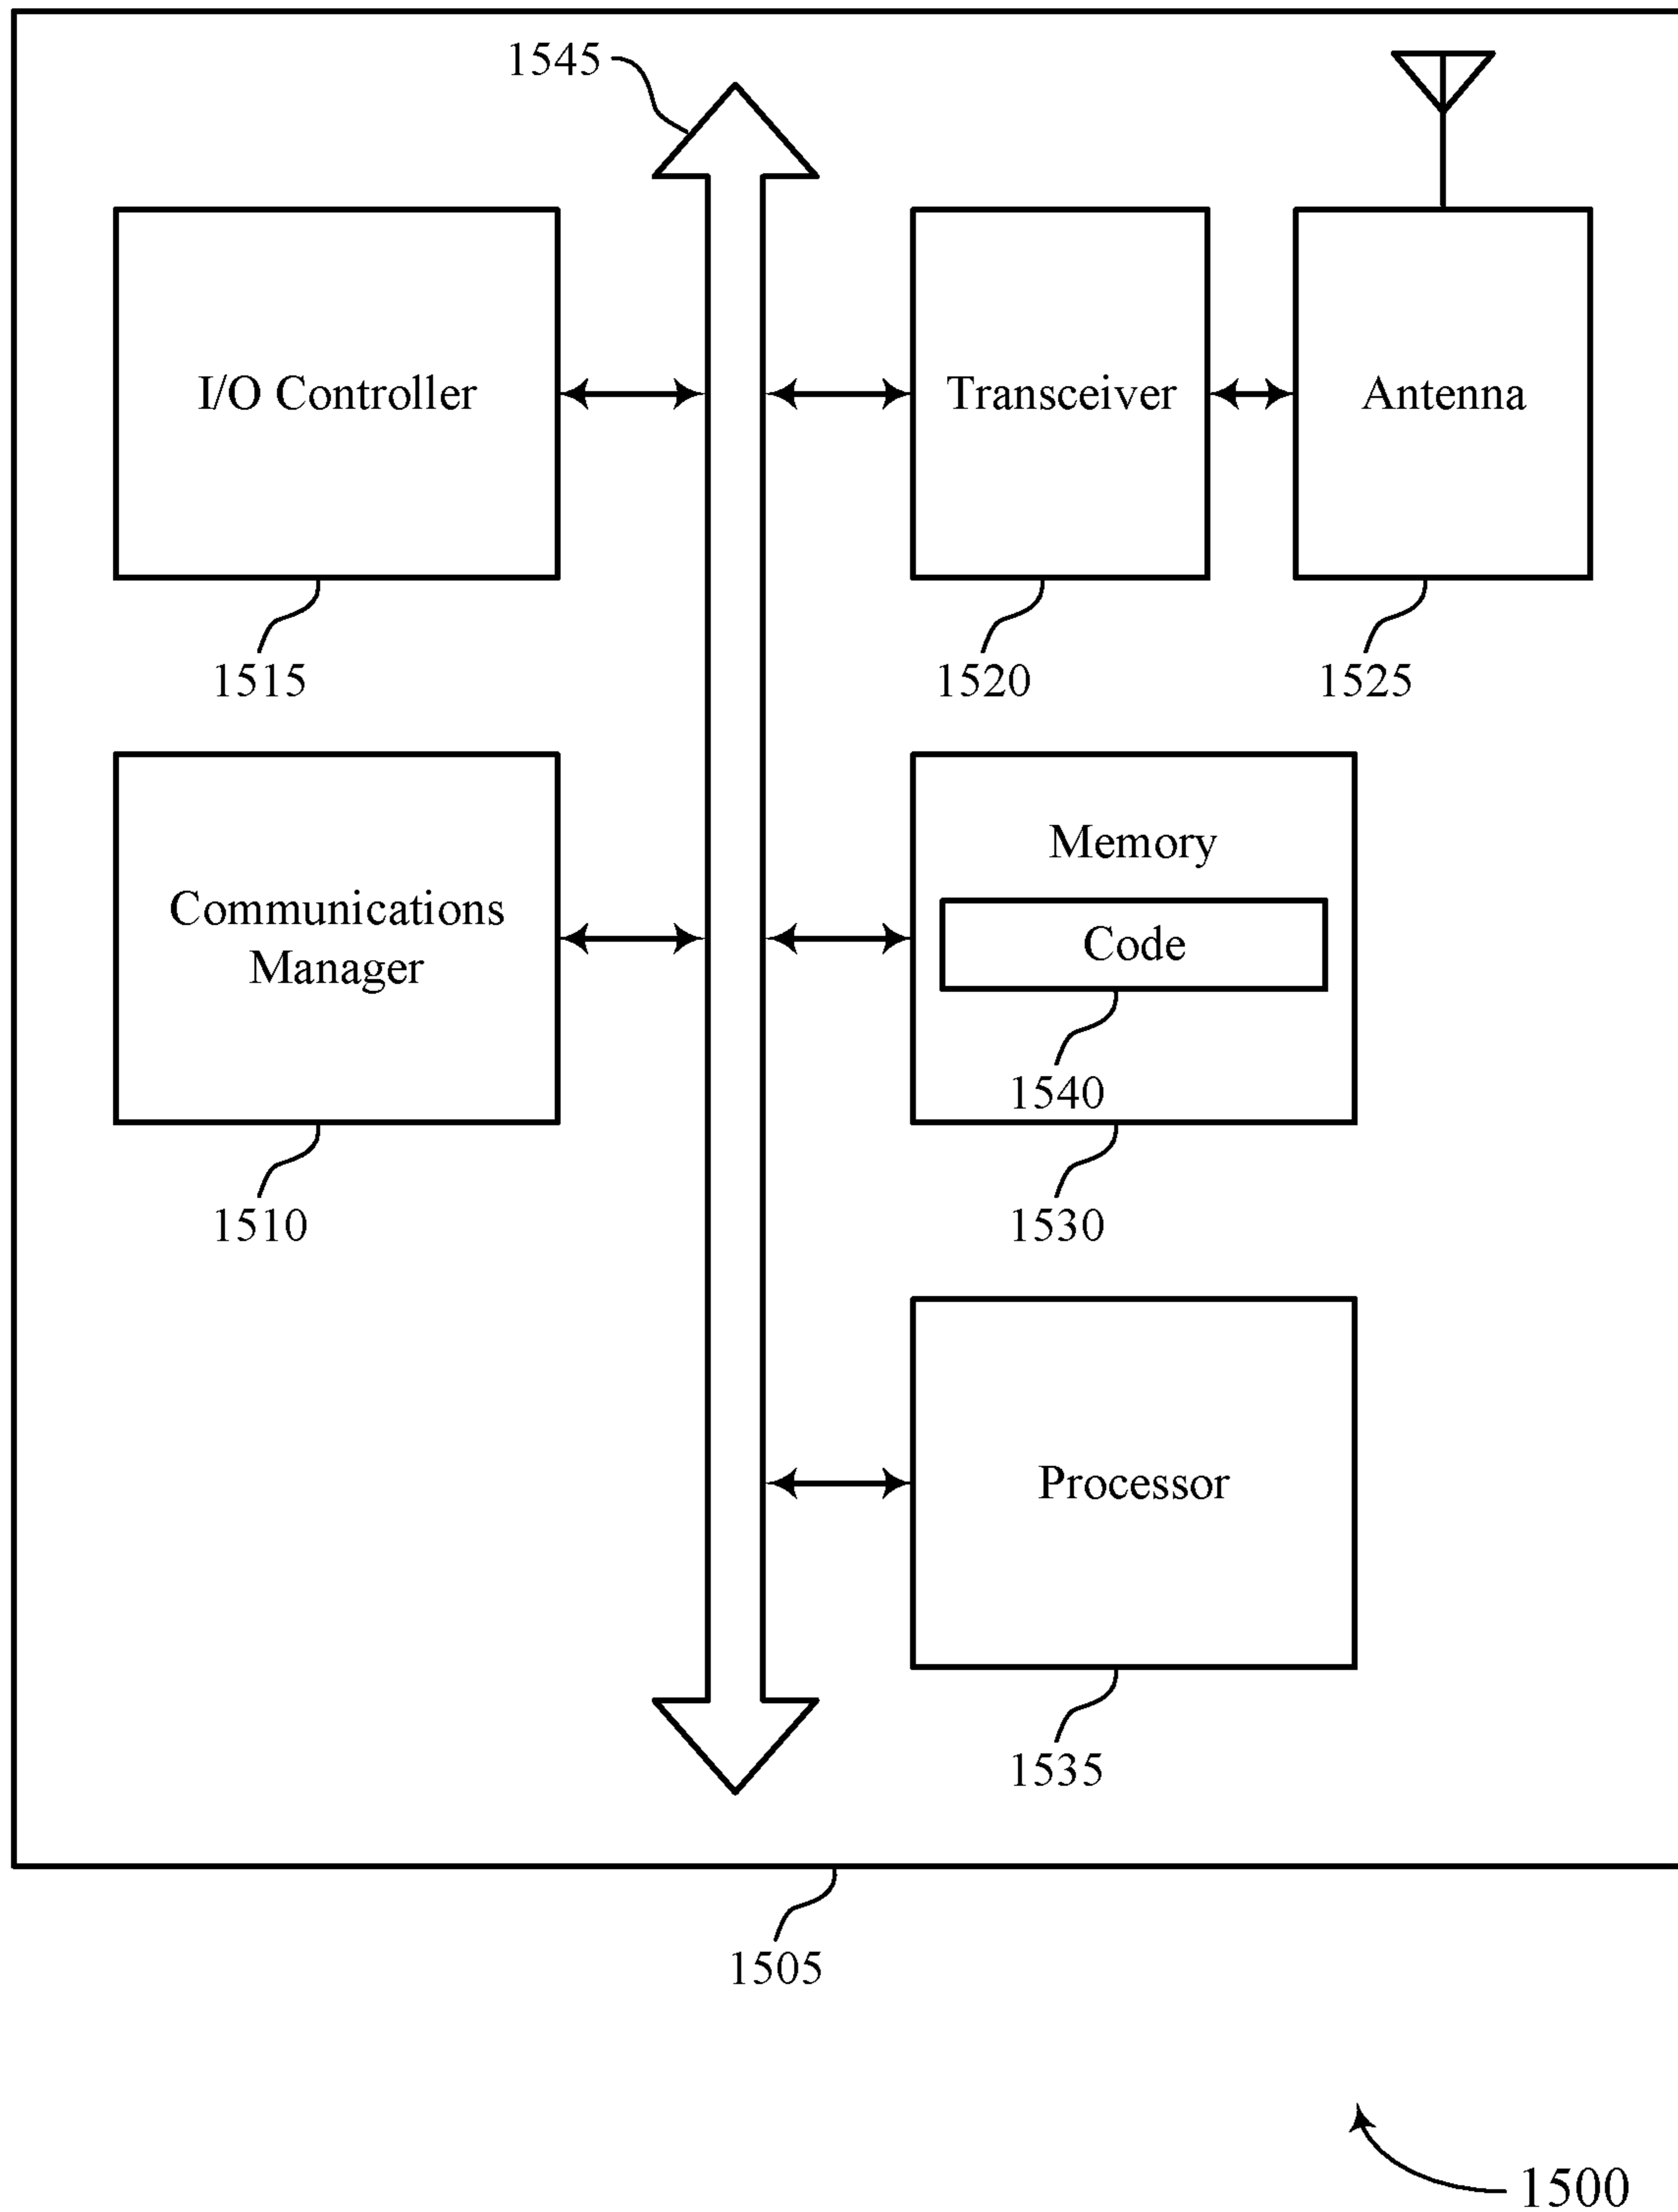 1545
I/O Controller
Transceiver
Antenna
1515
1520
1525
Communications
Manager
Memory
Code
1540
1510
1530
Processor
1535
1505
1500